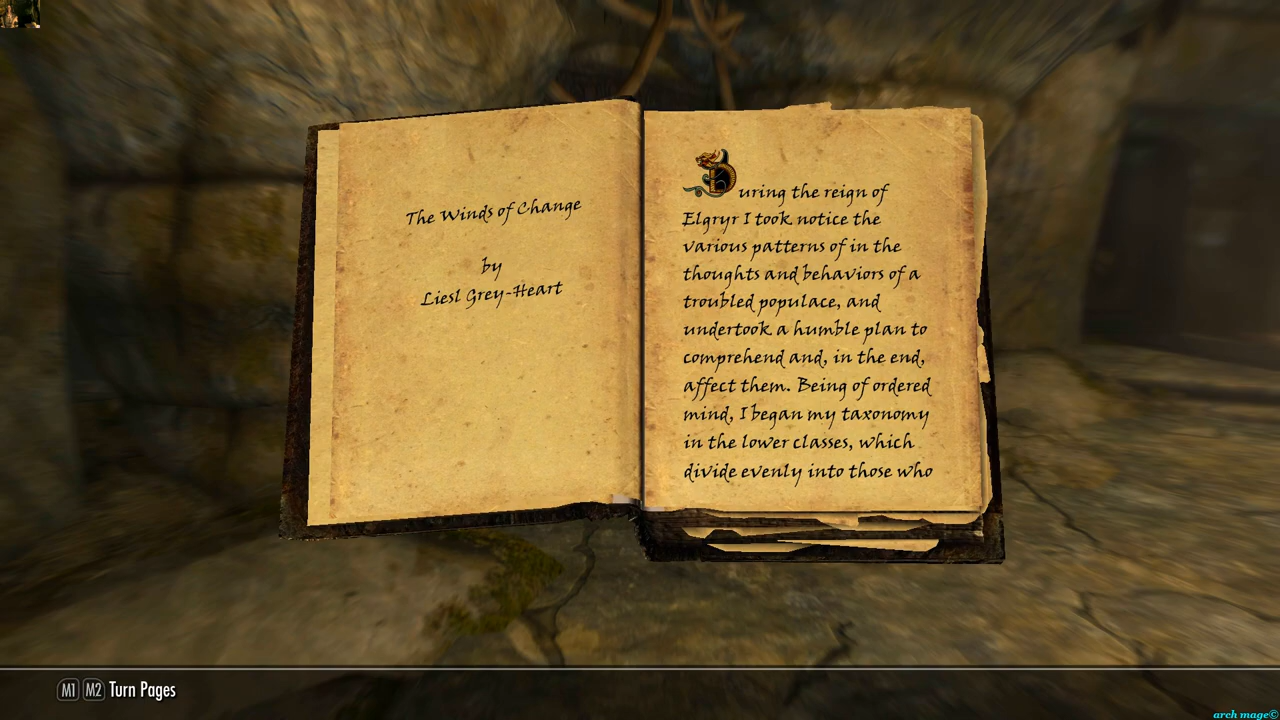 The Winds of Change
by
Liesl Grey-Heart
During the reign of
Elgryr I took notice the
various patterns of in the
thoughts and behaviors of a
troubled populace, and
undertook a humble plan to
comprehend and, in the end,
affect them. Being of ordered
mind, I began my taxonomy
in the lower classes, which
divide evenly into those who
M1 M2 Turn Pages
arch mage©